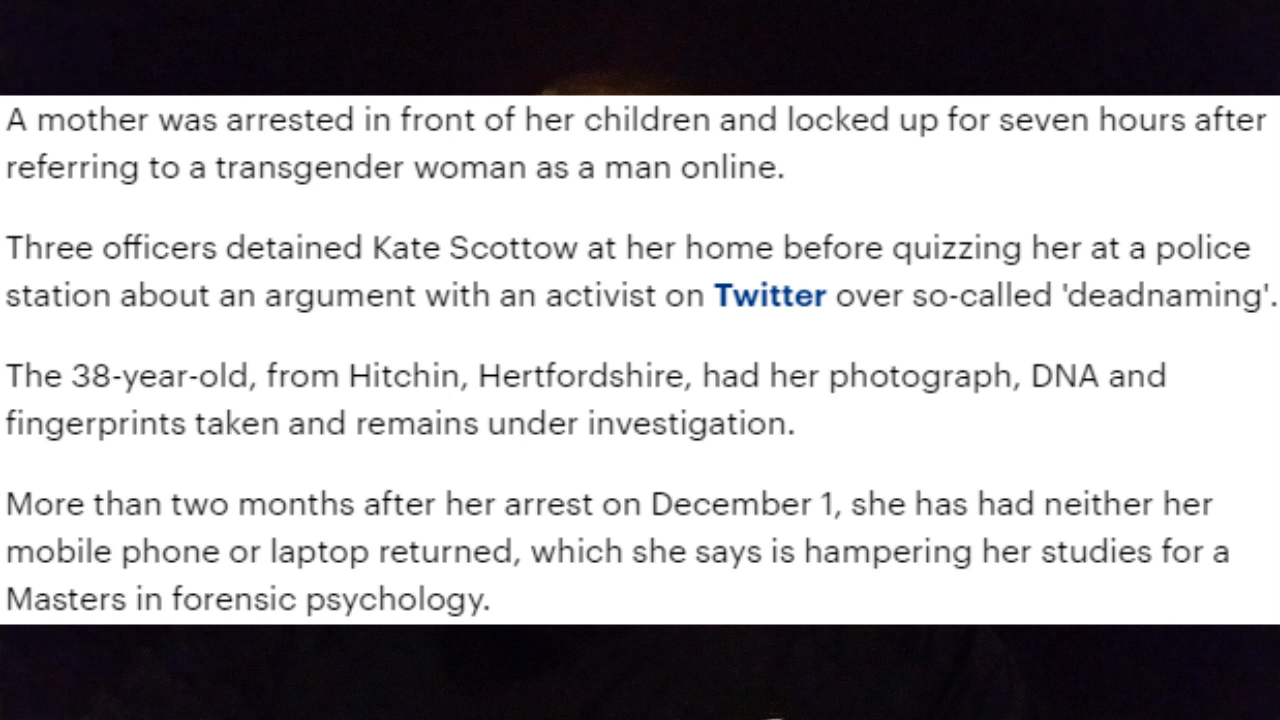 A mother was arrested in front of her children and locked up for seven hours after
referring to a transgender woman as a man online.
Three officers detained Kate Scottow at her home before quizzing her at a police
station about an argument with an activist on Twitter over so-called 'deadnaming'.
The 38-year-old, from Hitchin, Hertfordshire, had her photograph, DNA and
fingerprints taken and remains under investigation.
More than two months after her arrest on December 1, she has had neither her
mobile phone or laptop returned, which she says is hampering her studies for a
Masters in forensic psychology.